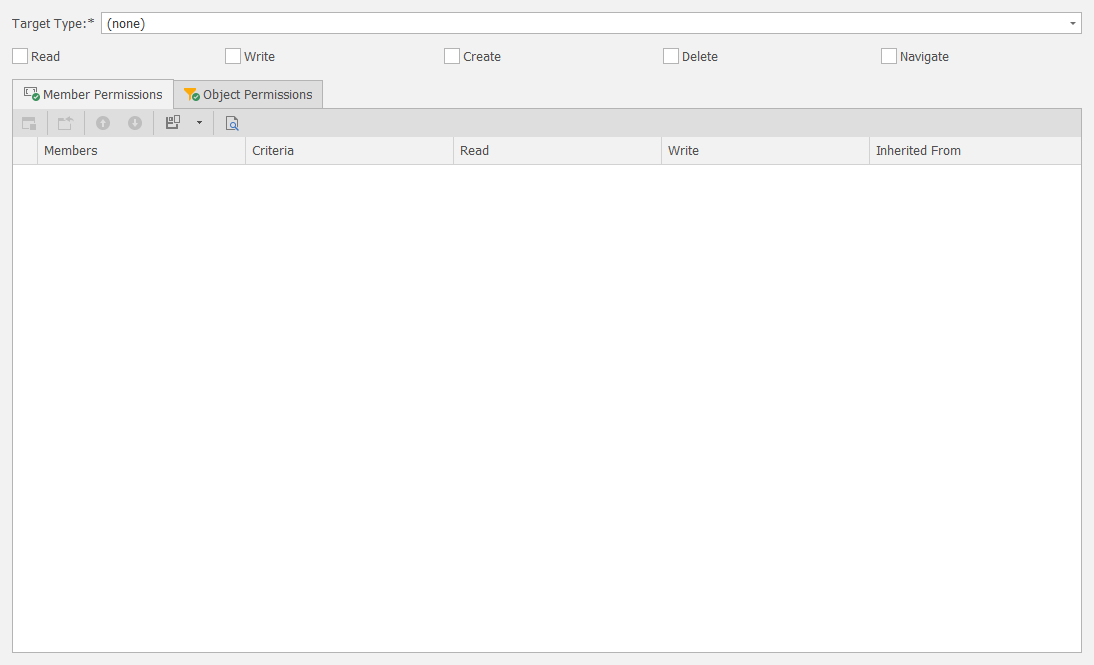 Target Type:* (none)
Read Write Create Delete Navigate
Member Permissions Object Permissions
Members Criteria Read Write Inherited From